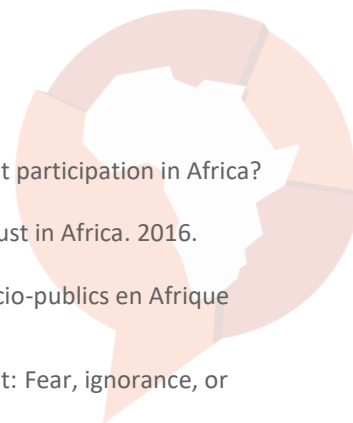 t participation in Africa?
ust in Africa. 2016.
cio-publics en Afrique
t: Fear, ignorance, or